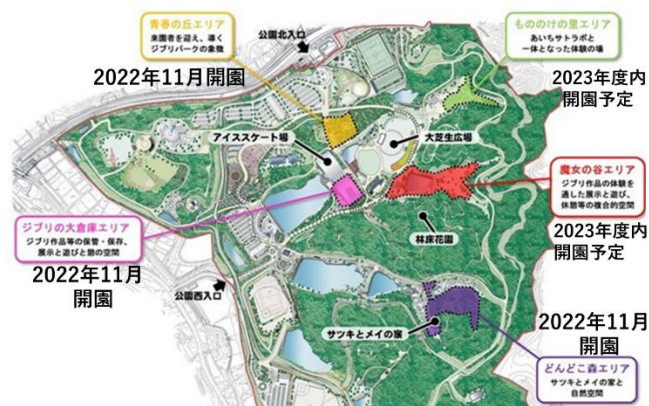 青春の丘エリア
来園者を迎え、導く
ジブリパークの象徴
2022年11月開園
公園北入口
もののけの里エリア
あいちサトラボと
一体となった体験の場
2023年度内
開園予定
アイススケート場
大芝生広場
魔女の谷エリア
ジブリ作品の体験を
通した展示と遊び、
休憩等の複合的空間
2023年度内
開園予定
ジブリの大倉庫エリア
ジブリ作品等の保管・保存、
展示と遊びと憩の空間
2022年11月
開園
林床花園
公園西入口
サツキとメイの家
2022年11月
開園
どんどこ森エリア
サツキとメイの家と
自然空間